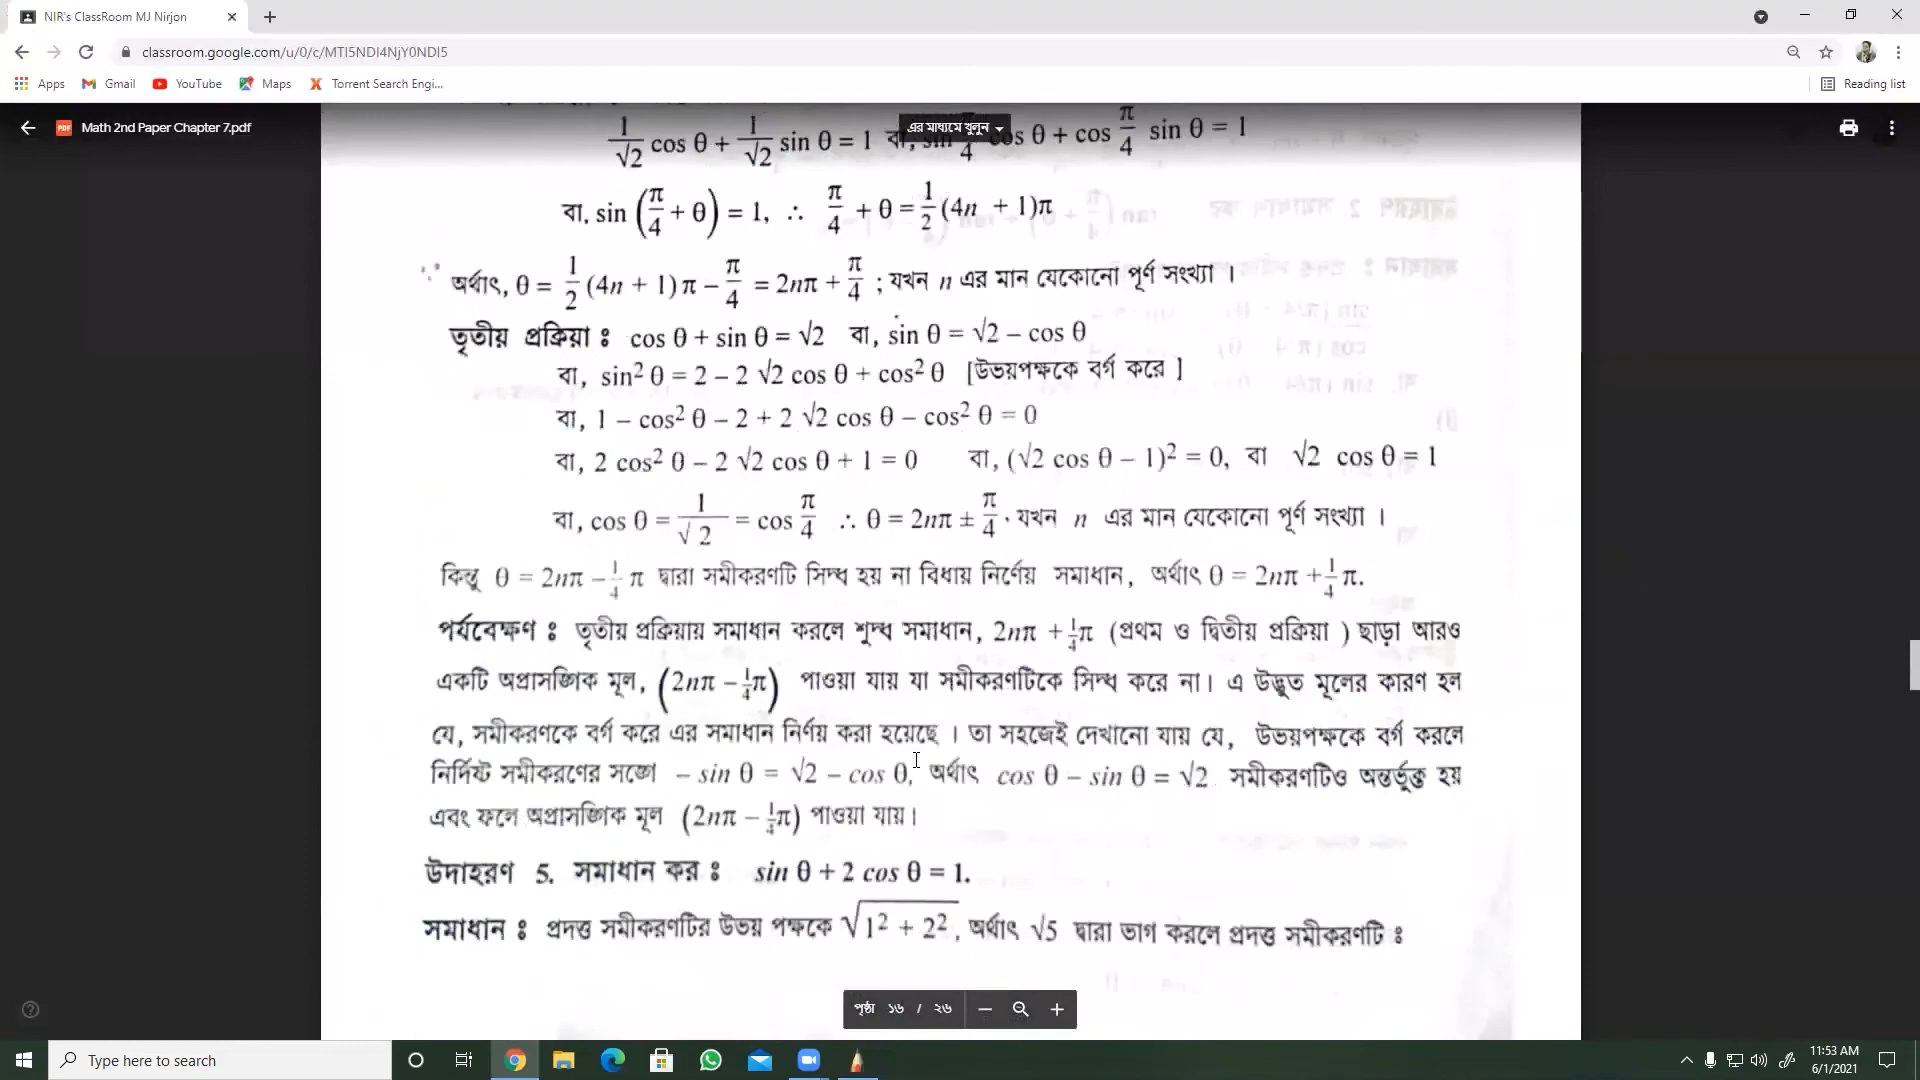 NIR's ClassRoom MJ Nirjon
classroom.google.com/u/0/c/MTI5NDI4NjY0NDI5
Apps Gmail YouTube Maps Torrent Search Engi... Reading list
Math 2nd Paper Chapter 7.pdf
এর মাধ্যমে খুলুন
1/√2 cos θ + 1/√2 sin θ = 1 বা, sin π/4 cos θ + cos π/4 sin θ = 1
বা, sin (π/4 + θ) = 1, ∴ π/4 + θ = 1/2 (4n + 1)π
অর্থাৎ, θ = 1/2 (4n + 1) π – π/4 = 2nπ + π/4 ; যখন n এর মান যেকোনো পূর্ণ সংখ্যা ।
তৃতীয় প্রক্রিয়া ঃ cos θ + sin θ = √2 বা, sin θ = √2 – cos θ
বা, sin² θ = 2 – 2 √2 cos θ + cos² θ [উভয়পক্ষকে বর্গ করে ]
বা, 1 – cos² θ – 2 + 2 √2 cos θ – cos² θ = 0
বা, 2 cos² θ – 2 √2 cos θ + 1 = 0 বা, (√2 cos θ – 1)² = 0, বা √2 cos θ = 1
বা, cos θ = 1/√2 = cos π/4 ∴ θ = 2nπ ± π/4 , যখন n এর মান যেকোনো পূর্ণ সংখ্যা ।
কিন্তু θ = 2nπ – 1/4 π দ্বারা সমীকরণটি সিদ্ধ হয় না বিধায় নির্ণেয় সমাধান, অর্থাৎ θ = 2nπ + 1/4 π.
পর্যবেক্ষণ ঃ তৃতীয় প্রক্রিয়ায় সমাধান করলে শুদ্ধ সমাধান, 2nπ + 1/4 π (প্রথম ও দ্বিতীয় প্রক্রিয়া ) ছাড়া আরও
একটি অপ্রাসঙ্গিক মূল, (2nπ – 1/4 π) পাওয়া যায় যা সমীকরণটিকে সিদ্ধ করে না। এ উদ্ভূত মূলের কারণ হল
যে, সমীকরণকে বর্গ করে এর সমাধান নির্ণয় করা হয়েছে । তা সহজেই দেখানো যায় যে, উভয়পক্ষকে বর্গ করলে
নির্দিষ্ট সমীকরণের সঙ্গে – sin θ = √2 – cos θ, অর্থাৎ cos θ – sin θ = √2 সমীকরণটিও অন্তর্ভুক্ত হয়
এবং ফলে অপ্রাসঙ্গিক মূল (2nπ – 1/4 π) পাওয়া যায়।
উদাহরণ 5. সমাধান কর ঃ sin θ + 2 cos θ = 1.
সমাধান ঃ প্রদত্ত সমীকরণটির উভয় পক্ষকে √1² + 2² , অর্থাৎ √5 দ্বারা ভাগ করলে প্রদত্ত সমীকরণটি ঃ
পৃষ্ঠা ১৬ / ২৬
Type here to search
11:53 AM
6/1/2021